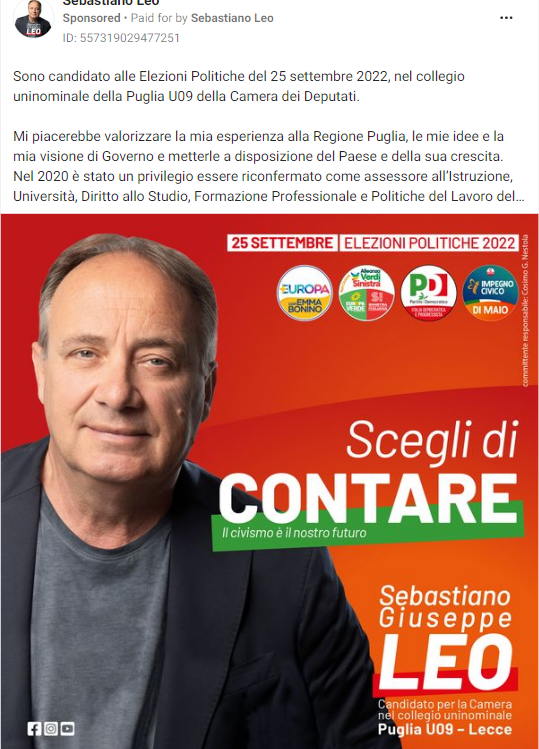 Sebastiano Leo
Sponsored • Paid for by Sebastiano Leo
ID: 557319029477251
Sono candidato alle Elezioni Politiche del 25 settembre 2022, nel collegio
uninominale della Puglia U09 della Camera dei Deputati.
Mi piacerebbe valorizzare la mia esperienza alla Regione Puglia, le mie idee e la
mia visione di Governo e metterle a disposizione del Paese e della sua crescita.
Nel 2020 è stato un privilegio essere riconfermato come assessore all'Istruzione,
Università, Diritto allo Studio, Formazione Professionale e Politiche del Lavoro del...
25 SETTEMBRE | ELEZIONI POLITICHE 2022
committente responsabile: Cosimo G. Nestola
+EUROPA
CON EMMA
BONINO
Alleanza
Verdi
Sinistra
EUROPA
VERDE
SI
SINISTRA
ITALIANA
PD
Partito Democratico
ITALIA DEMOCRATICA
E PROGRESSISTA
IMPEGNO
CIVICO
DI MAIO
Scegli di
CONTARE
Il civismo è il nostro futuro
Sebastiano
Giuseppe
LEO
Candidato per la Camera
nel collegio uninominale
Puglia U09 – Lecce
LEO